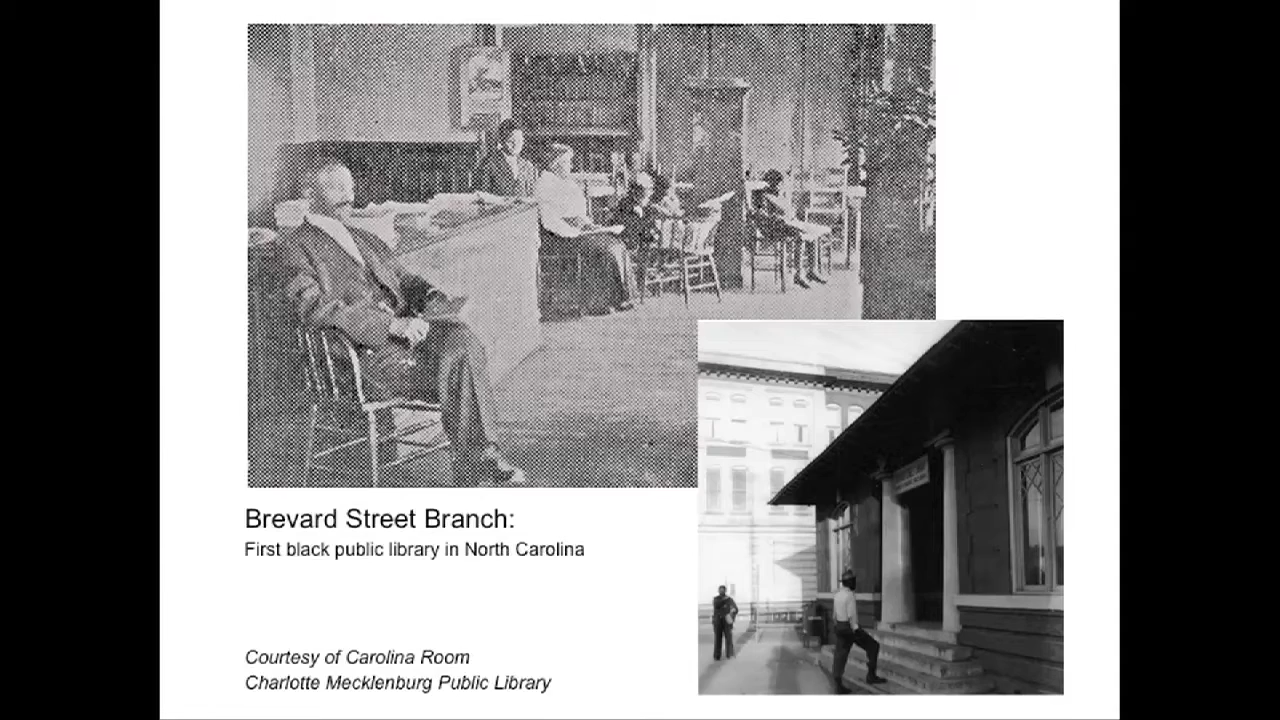 Brevard Street Branch:
First black public library in North Carolina
Courtesy of Carolina Room
Charlotte Mecklenburg Public Library